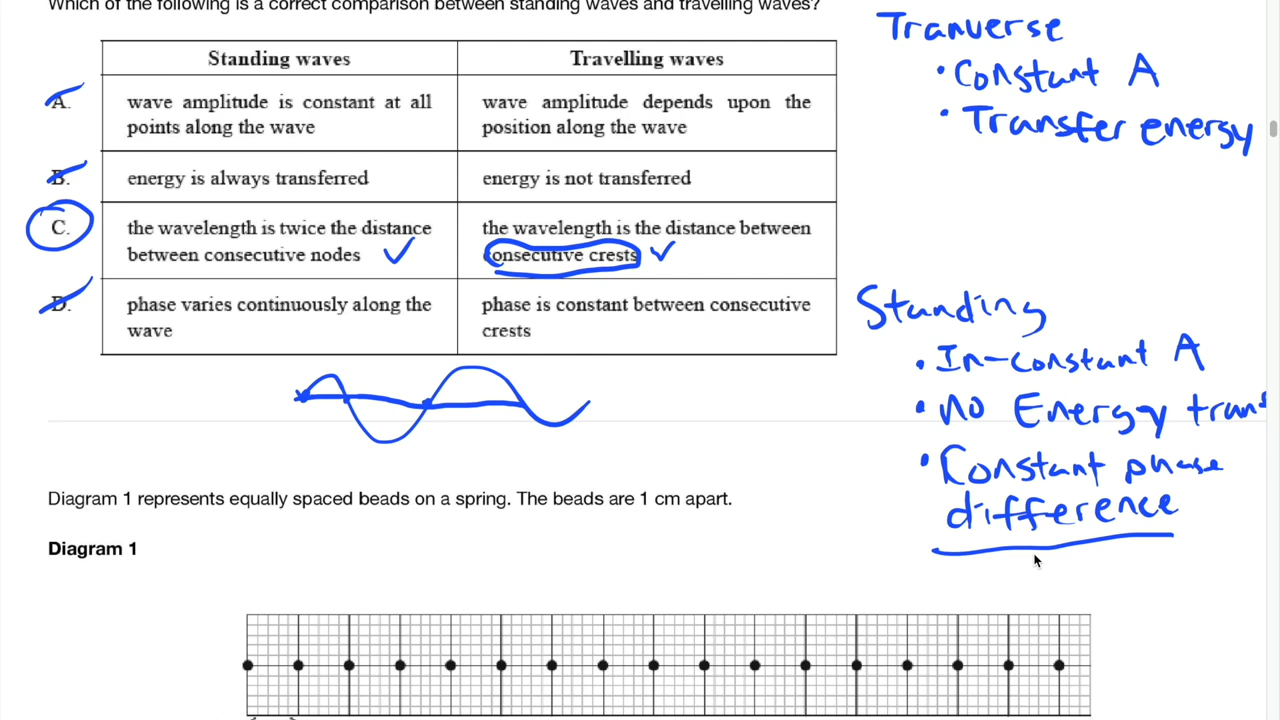 Which of the following is a correct comparison between standing waves and travelling waves?
Standing waves
Travelling waves
A.
wave amplitude is constant at all
points along the wave
wave amplitude depends upon the
position along the wave
B.
energy is always transferred
energy is not transferred
C.
the wavelength is twice the distance
between consecutive nodes
the wavelength is the distance between
consecutive crests
D.
phase varies continuously along the
wave
phase is constant between consecutive
crests
Tranverse
• Constant A
• Transfer energy
Standing
• In-constant A
• no Energy trans
• Constant phase
difference
Diagram 1 represents equally spaced beads on a spring. The beads are 1 cm apart.
Diagram 1